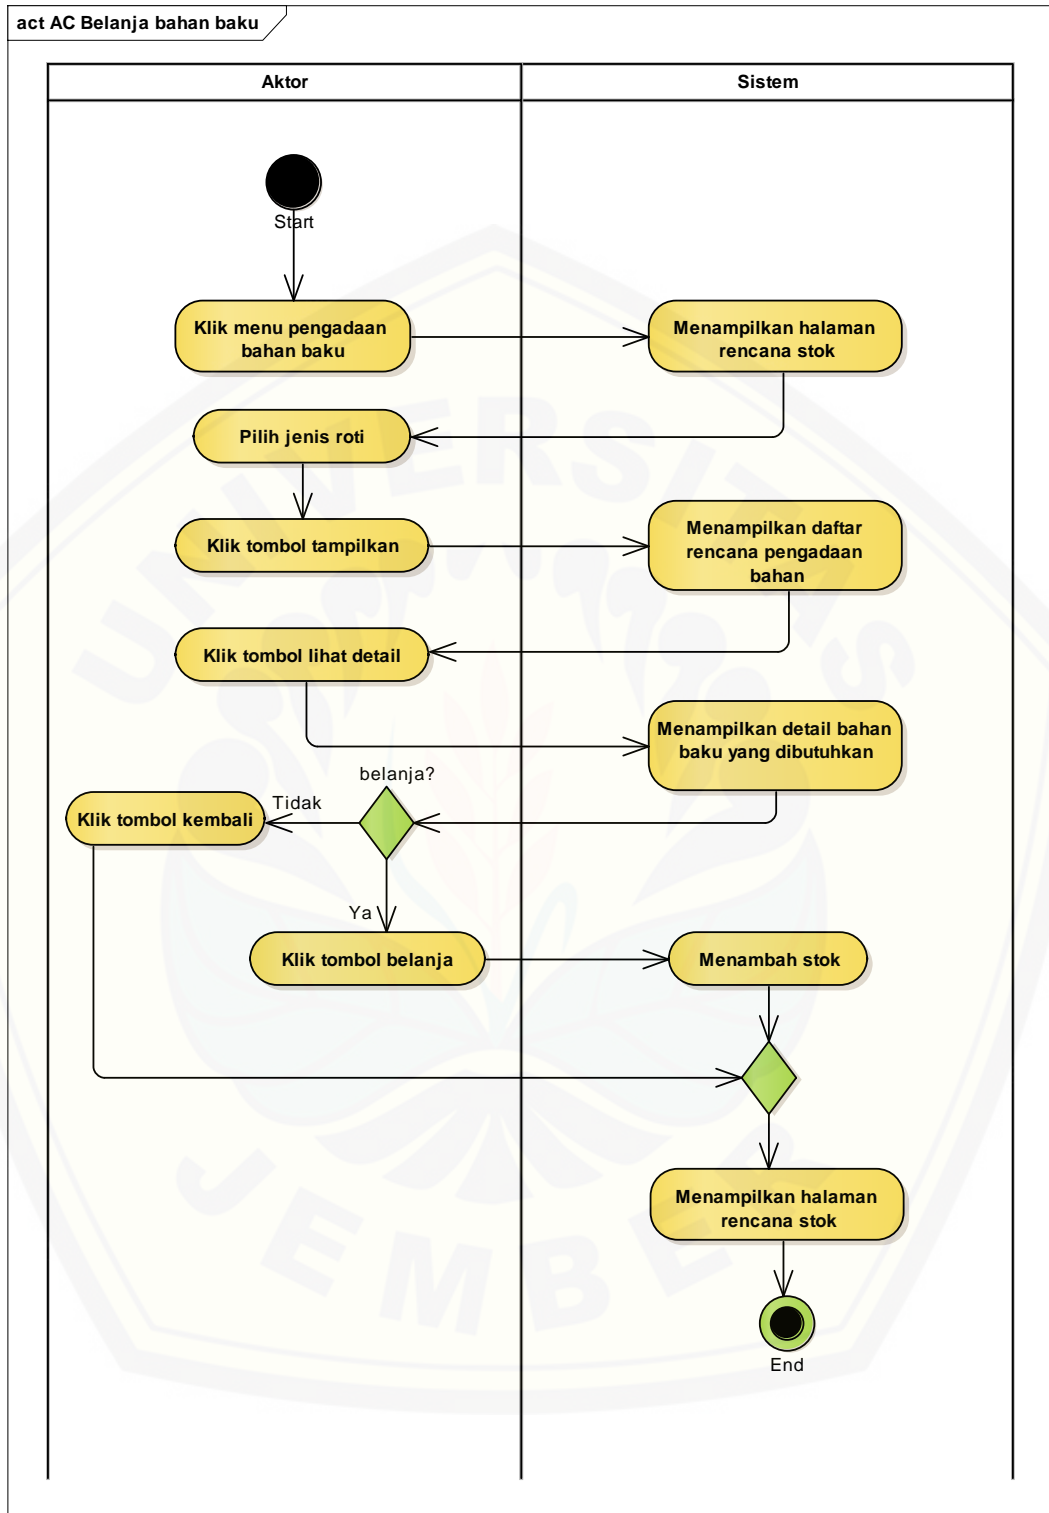 act AC Belanja bahan baku
Aktor
Sistem
Start
Klik menu pengadaan
bahan baku
Menampilkan halaman
rencana stok
Pilih jenis roti
Klik tombol tampilkan
Menampilkan daftar
rencana pengadaan
bahan
Klik tombol lihat detail
Menampilkan detail bahan
baku yang dibutuhkan
belanja?
Tidak
Klik tombol kembali
Ya
Klik tombol belanja
Menambah stok
Menampilkan halaman
rencana stok
End
UNIVERSITAS
JEMBER